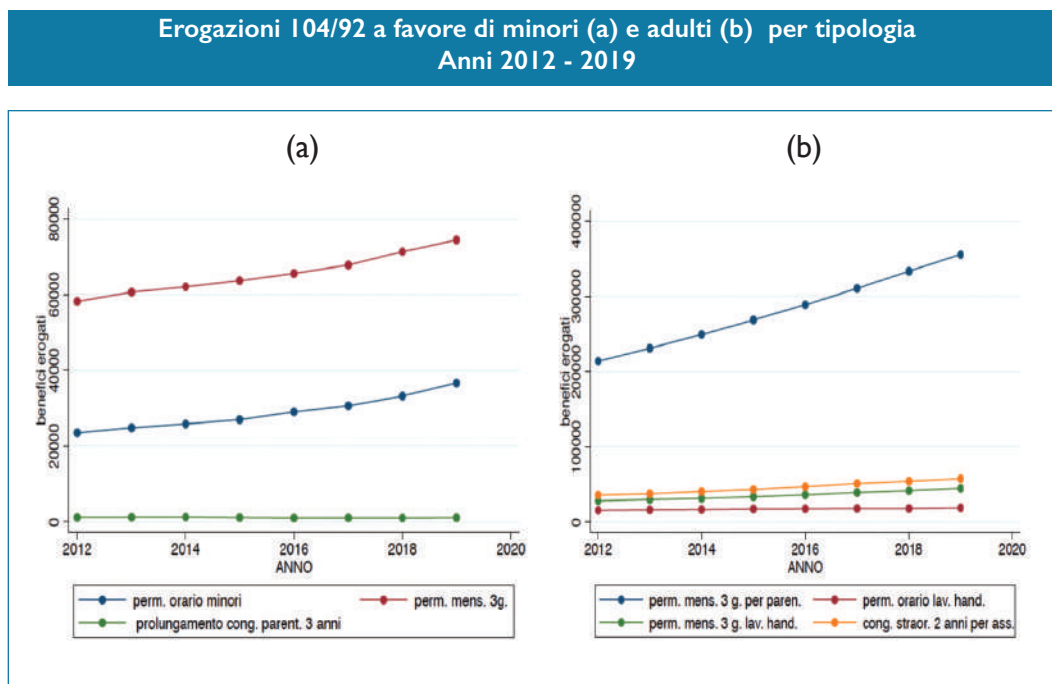 Erogazioni 104/92 a favore di minori (a) e adulti (b) per tipologia
Anni 2012 - 2019
(a)
benefici erogati
80000
60000
40000
20000
0
2012 2014 2016 2018 2020
ANNO
perm. orario minori
perm. mens. 3g.
prolungamento cong. parent. 3 anni
(b)
benefici erogati
400000
300000
200000
100000
0
2012 2014 2016 2018 2020
ANNO
perm. mens. 3 g. per paren.
perm. orario lav. hand.
perm. mens. 3 g. lav. hand.
cong. straor. 2 anni per ass.